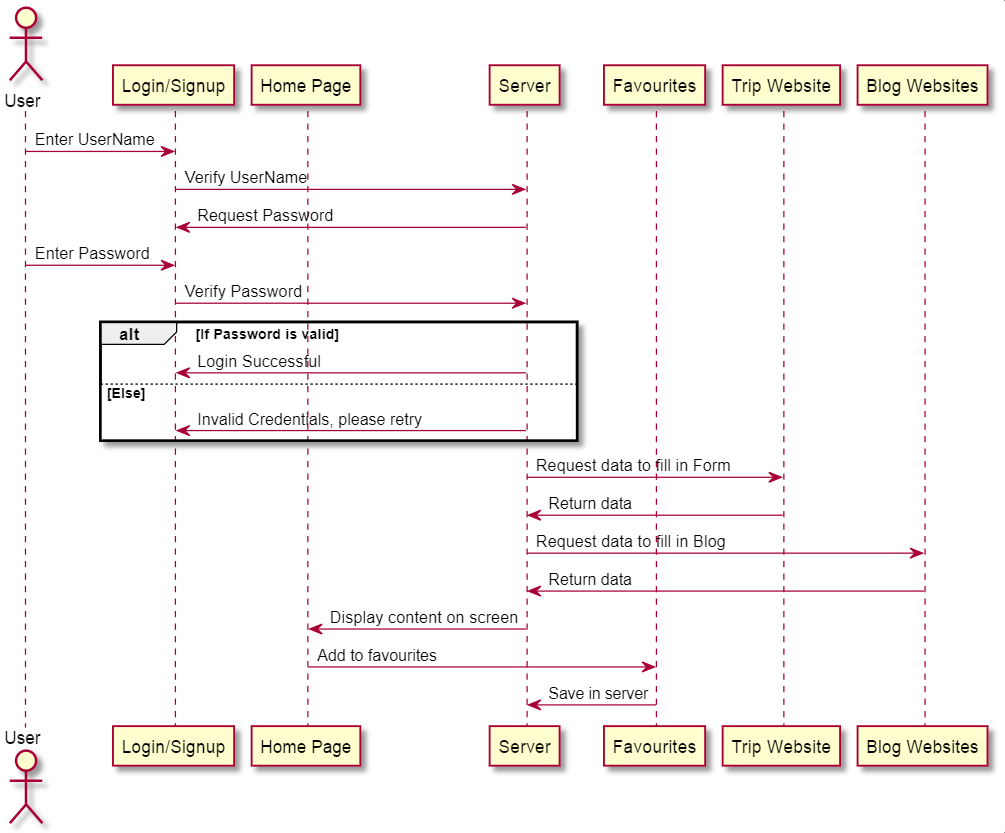 User
Login/Signup
Home Page
Server
Favourites
Trip Website
Blog Websites
Enter UserName
Verify UserName
Request Password
Enter Password
Verify Password
alt
[If Password is valid]
Login Successful
[Else]
Invalid Credentials, please retry
Request data to fill in Form
Return data
Request data to fill in Blog
Return data
Display content on screen
Add to favourites
Save in server
User
Login/Signup
Home Page
Server
Favourites
Trip Website
Blog Websites